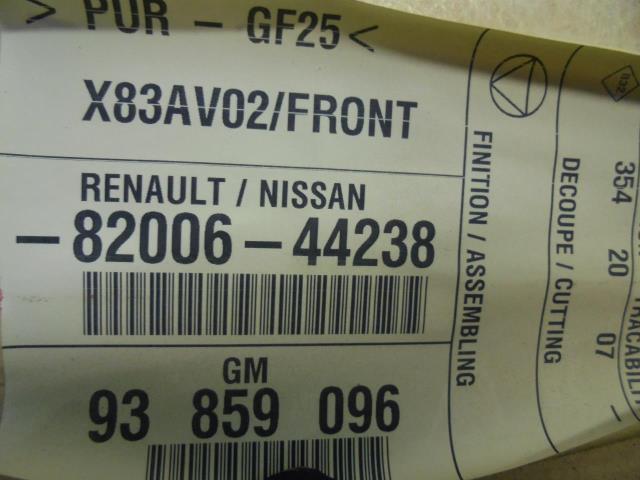 > PUR - GF25 <
X83AV02/FRONT
RENAULT / NISSAN
-82006-44238
GM
93 859 096
FINITION / ASSEMBLING
DECOUPE / CUTTING
354 20 07